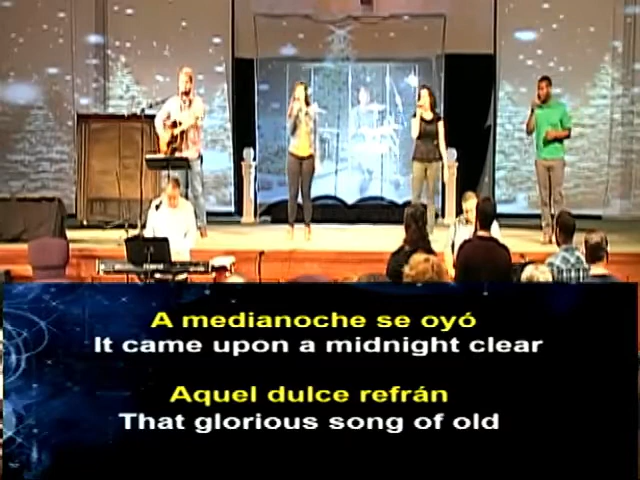 A medianoche se oyó
It came upon a midnight clear
Aquel dulce refrán
That glorious song of old